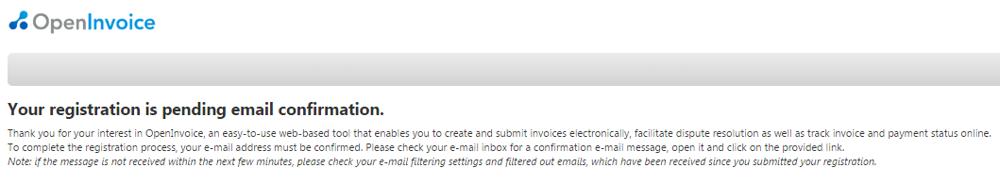 OpenInvoice
Your registration is pending email confirmation.
Thank you for your interest in OpenInvoice, an easy-to-use web-based tool that enables you to create and submit invoices electronically, facilitate dispute resolution as well as track invoice and payment status online.
To complete the registration process, your e-mail address must be confirmed. Please check your e-mail inbox for a confirmation e-mail message, open it and click on the provided link.
Note: if the message is not received within the next few minutes, please check your e-mail filtering settings and filtered out emails, which have been received since you submitted your registration.